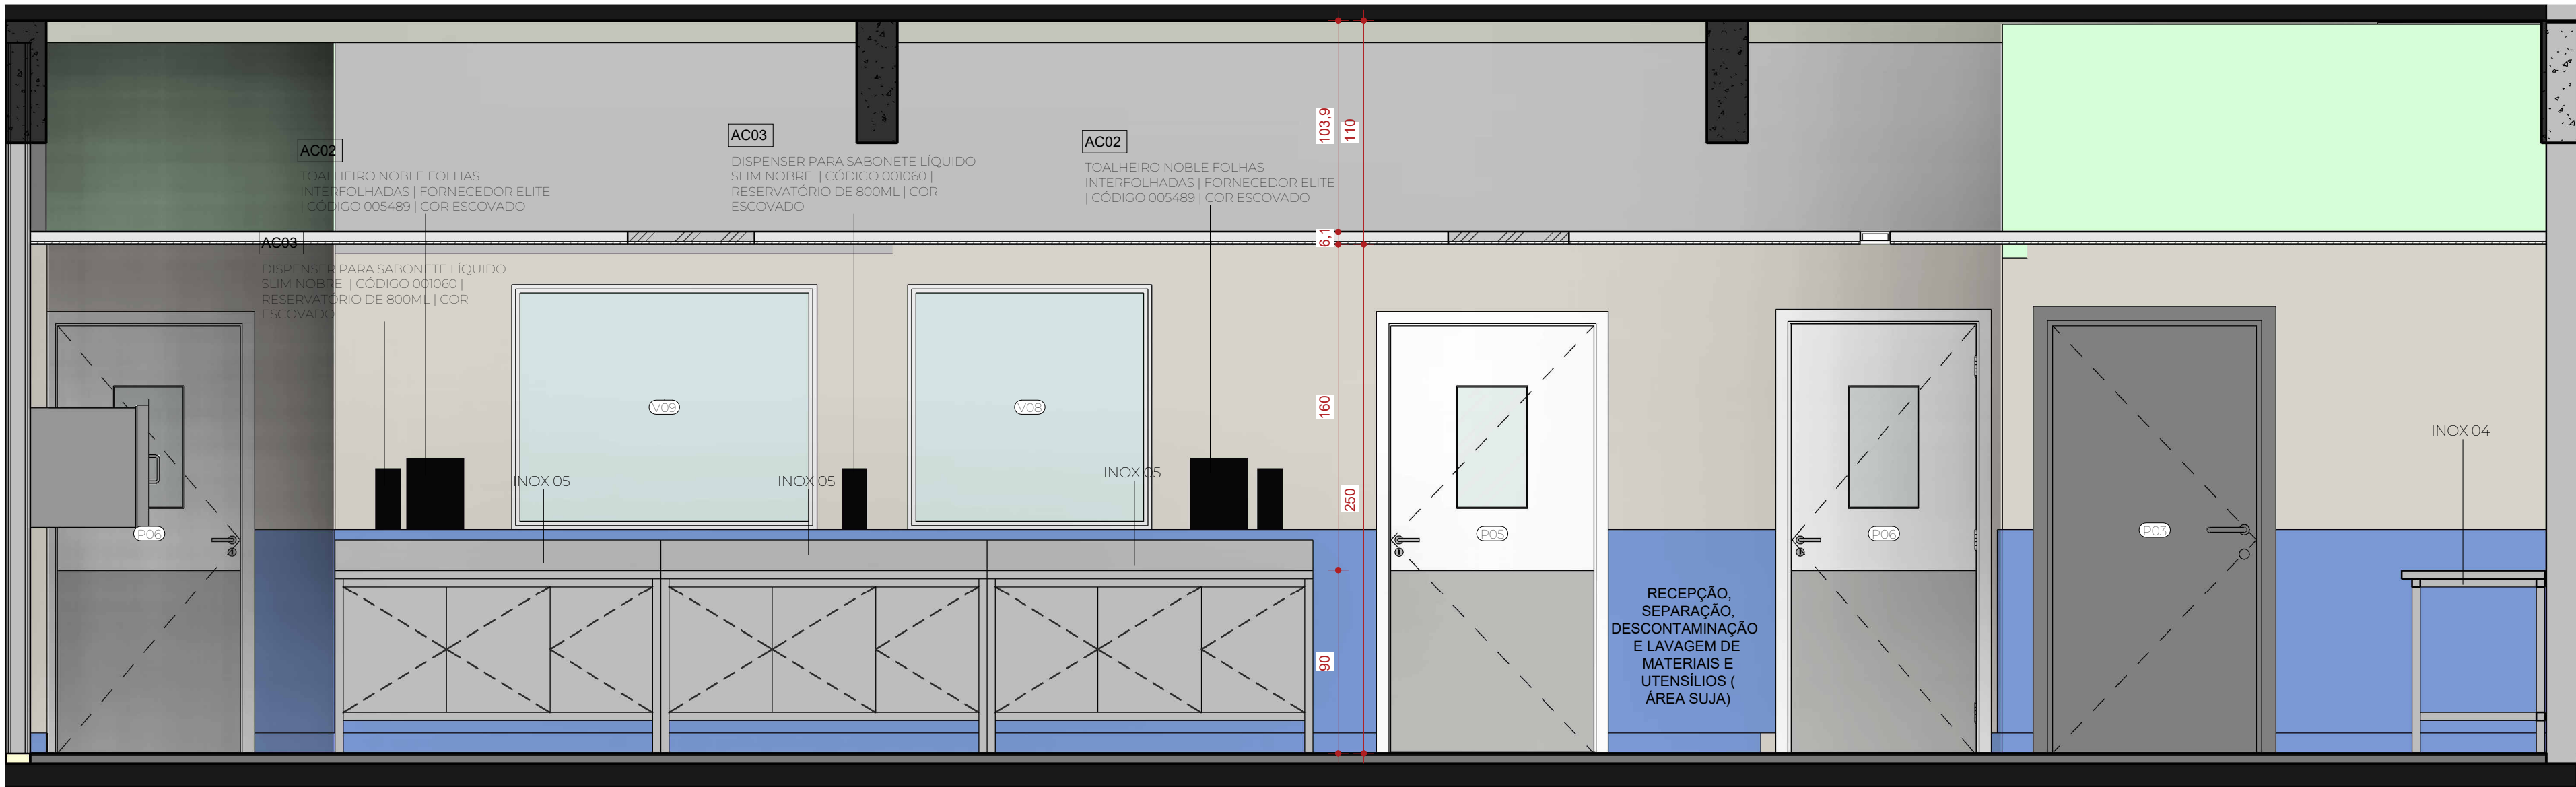 AC02
TOALHEIRO NOBLE FOLHAS
INTERFOLHADAS | FORNECEDOR ELITE
| CÓDIGO 005489 | COR ESCOVADO
AC03
DISPENSER PARA SABONETE LÍQUIDO
SLIM NOBRE | CÓDIGO 001060 |
RESERVATÓRIO DE 800ML | COR
ESCOVADO
AC02
TOALHEIRO NOBLE FOLHAS
INTERFOLHADAS | FORNECEDOR ELITE
| CÓDIGO 005489 | COR ESCOVADO
103,9
110
AC03
DISPENSER PARA SABONETE LÍQUIDO
SLIM NOBRE | CÓDIGO 001060 |
RESERVATÓRIO DE 800ML | COR
ESCOVADO
6,1
V09
V08
160
INOX 04
INOX 05
INOX 05
INOX 05
250
P06
P05
P06
P03
RECEPÇÃO,
SEPARAÇÃO,
DESCONTAMINAÇÃO
E LAVAGEM DE
MATERIAIS E
UTENSÍLIOS (
ÁREA SUJA)
90